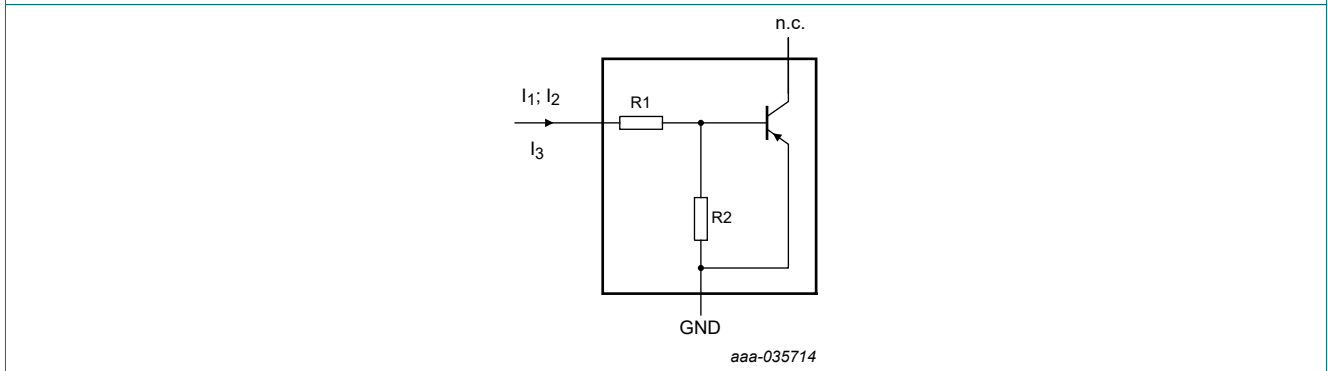 n.c.
I1; I2
R1
I3
R2
GND
aaa-035714